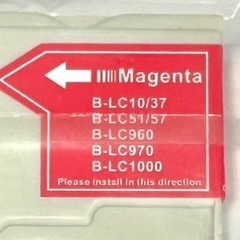 Magenta
B-LC10/37
B-LC51/57
B-LC960
B-LC970
B-LC1000
Please install in this direction